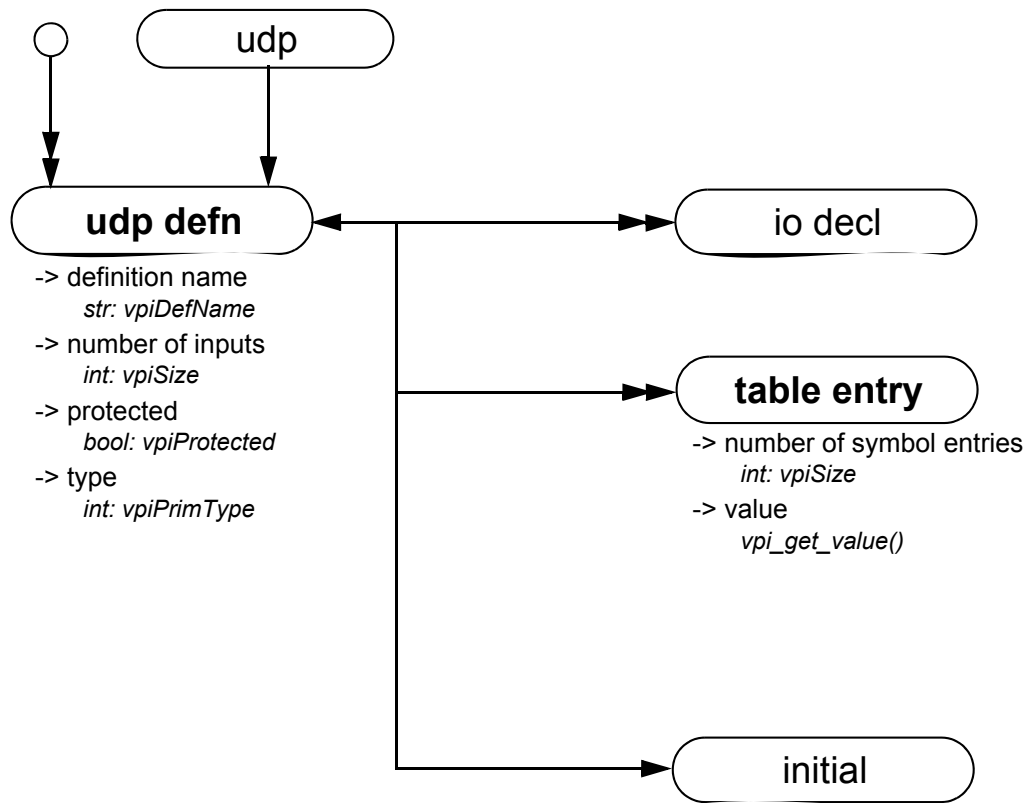 udp
udp defn
-> definition name
str: vpiDefName
-> number of inputs
int: vpiSize
-> protected
bool: vpiProtected
-> type
int: vpiPrimType
io decl
table entry
-> number of symbol entries
int: vpiSize
-> value
vpi_get_value()
initial